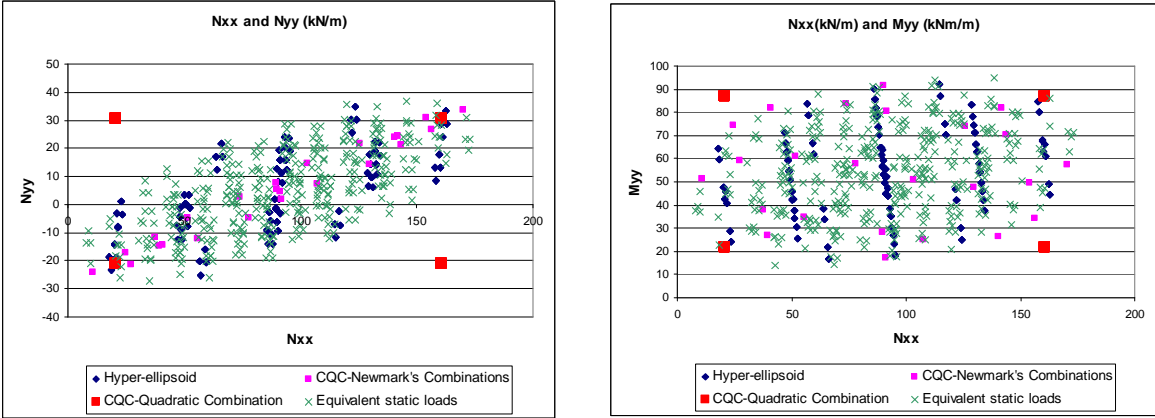 Nxx and Nyy (kN/m)
50
40
30
20
10
0
-10
-20
-30
-40
0
50
100
150
200
Nyy
Nxx
Hyper-ellipsoid
CQC-Newmark's Combinations
CQC-Quadratic Combination
Equivalent static loads
Nxx(kN/m) and Myy (kNm/m)
100
90
80
70
60
50
40
30
20
10
0
0
50
100
150
200
Myy
Nxx
Hyper-ellipsoid
CQC-Newmark's Combinations
CQC-Quadratic Combination
Equivalent static loads